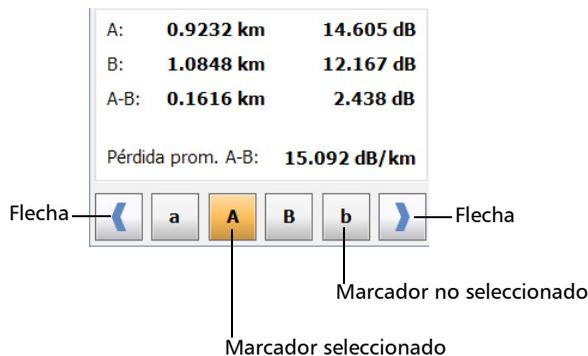 A: 0.9232 km 14.605 dB
B: 1.0848 km 12.167 dB
A-B: 0.1616 km 2.438 dB
Pérdida prom. A-B: 15.092 dB/km
Flecha a A B b Flecha
Marcador no seleccionado
Marcador seleccionado